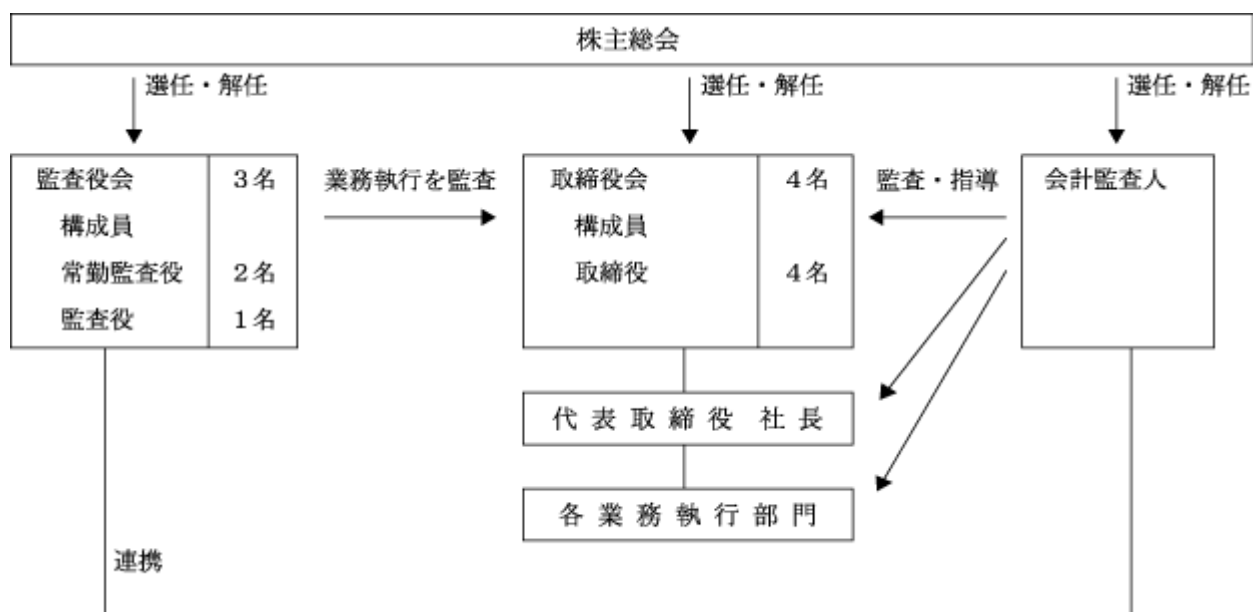 株主総会
選任・解任
選任・解任
選任・解任
監査役会 3名
構成員
常勤監査役 2名
監査役 1名
業務執行を監査
取締役会 4名
構成員
取締役 4名
監査・指導
会計監査人
代表取締役 社長
各業務執行部門
連携